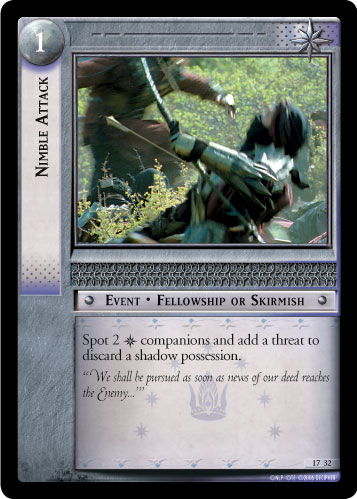 1
Nimble Attack
Event • Fellowship or Skirmish
Spot 2 companions and add a threat to
discard a shadow possession.
"'We shall be pursued as soon as news of our deed reaches
the Enemy...'"
17 32